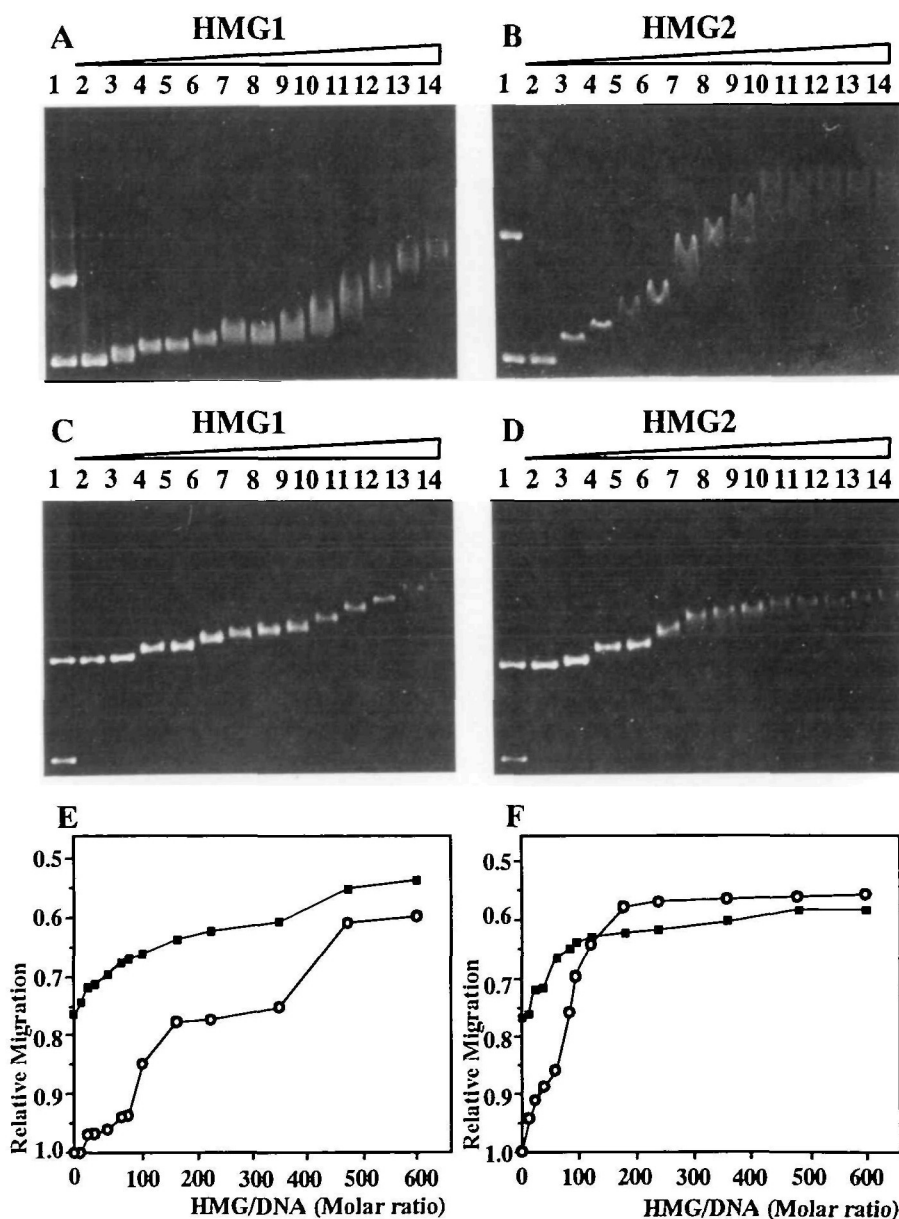 A HMG1
B HMG2
1 2 3 4 5 6 7 8 9 10 11 12 13 14
1 2 3 4 5 6 7 8 9 10 11 12 13 14
C HMG1
D HMG2
1 2 3 4 5 6 7 8 9 10 11 12 13 14
1 2 3 4 5 6 7 8 9 10 11 12 13 14
E
F
0.5
0.6
0.7
0.8
0.9
1.0
Relative Migration
0 100 200 300 400 500 600
HMG/DNA (Molar ratio)
0.5
0.6
0.7
0.8
0.9
1.0
Relative Migration
0 100 200 300 400 500 600
HMG/DNA (Molar ratio)